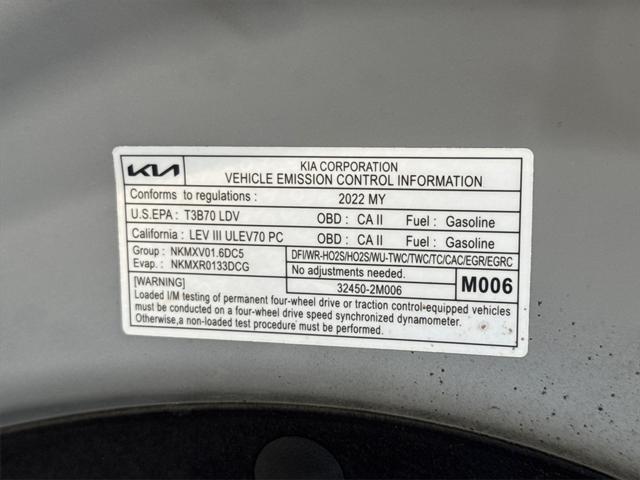 KIA
KIA CORPORATION
VEHICLE EMISSION CONTROL INFORMATION
Conforms to regulations : 2022 MY
U.S.EPA : T3B70 LDV OBD : CA II Fuel : Gasoline
California : LEV III ULEV70 PC OBD : CA II Fuel : Gasoline
Group : NKMXV01.6DC5
Evap. : NKMXR0133DCG
DFI/WR-HO2S/HO2S/WU-TWC/TWC/TC/CAC/EGR/EGRC
No adjustments needed.
32450-2M006
M006
[WARNING]
Loaded I/M testing of permanent four-wheel drive or traction control-equipped vehicles
must be conducted on a four-wheel drive speed synchronized dynamometer.
Otherwise,a non-loaded test procedure must be performed.